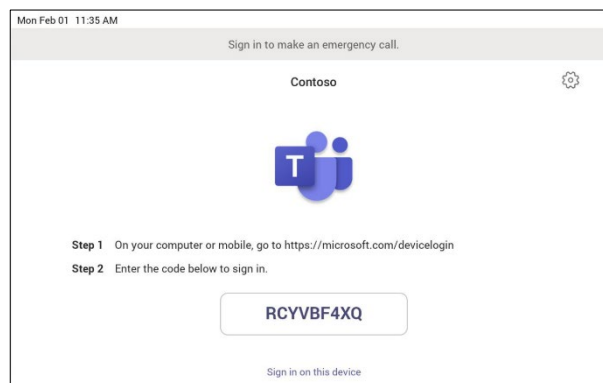 Mon Feb 01 11:35 AM
Sign in to make an emergency call.
Contoso
T
Step 1 On your computer or mobile, go to https://microsoft.com/devicelogin
Step 2 Enter the code below to sign in.
RCYVBF4XQ
Sign in on this device